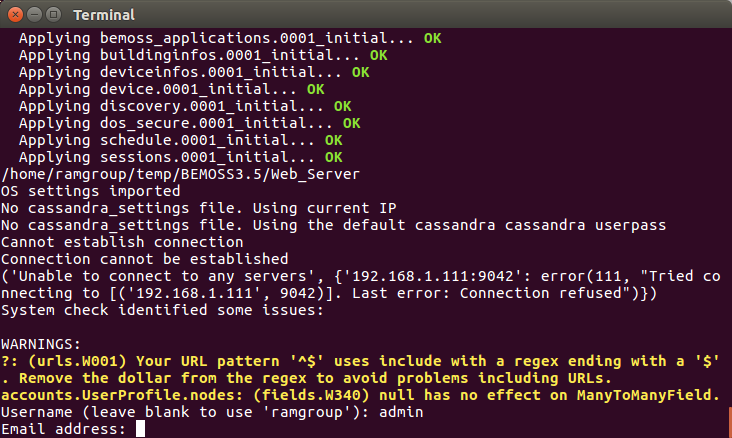 Terminal
Applying bemoss_applications.0001_initial... OK
Applying buildinginfos.0001_initial... OK
Applying deviceinfos.0001_initial... OK
Applying device.0001_initial... OK
Applying discovery.0001_initial... OK
Applying dos_secure.0001_initial... OK
Applying schedule.0001_initial... OK
Applying sessions.0001_initial... OK
/home/ramgroup/temp/BEMOSS3.5/Web_Server
OS settings imported
No cassandra_settings file. Using current IP
No cassandra_settings file. Using the default cassandra cassandra userpass
Cannot establish connection
Connection cannot be established
('Unable to connect to any servers', {'192.168.1.111:9042': error(111, "Tried co
nnecting to [('192.168.1.111', 9042)]. Last error: Connection refused")})
System check identified some issues:
WARNINGS:
?: (urls.W001) Your URL pattern '^$' uses include with a regex ending with a '$'
. Remove the dollar from the regex to avoid problems including URLs.
accounts.UserProfile.nodes: (fields.W340) null has no effect on ManyToManyField.
Username (leave blank to use 'ramgroup'): admin
Email address: